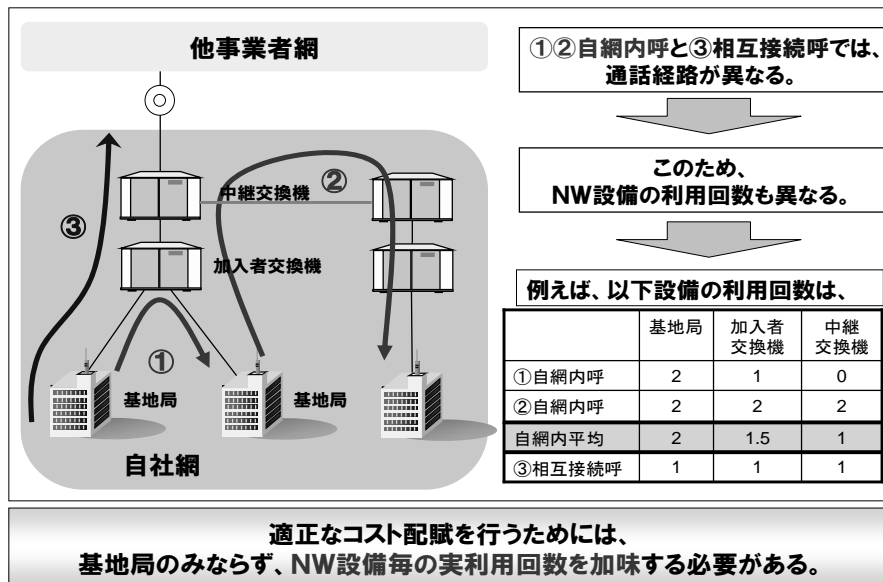 他事業者網
③
中継交換機
②
加入者交換機
①
基地局
基地局
自社網
①②自網内呼と③相互接続呼では、
通話経路が異なる。
このため、
NW設備の利用回数も異なる。
例えば、以下設備の利用回数は、
基地局 加入者交換機 中継交換機
①自網内呼 2 1 0
②自網内呼 2 2 2
自網内平均 2 1.5 1
③相互接続呼 1 1 1
適正なコスト配賦を行うためには、
基地局のみならず、NW設備毎の実利用回数を加味する必要がある。